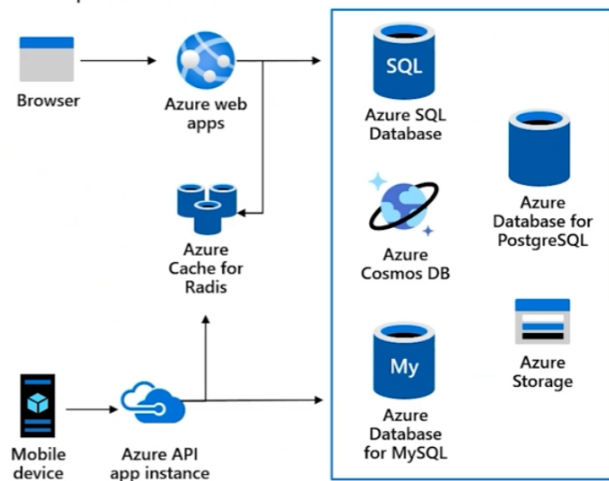 Browser
Azure web
apps
SQL
Azure SQL
Database
Azure
Database for
PostgreSQL
Azure
Cache for
Radis
Azure
Cosmos DB
Azure
Storage
My
Azure
Database
for MySQL
Mobile
device
Azure API
app instance